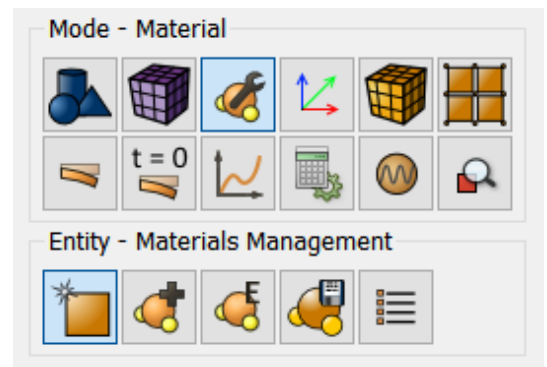 Mode - Material
t = 0
Entity - Materials Management
E